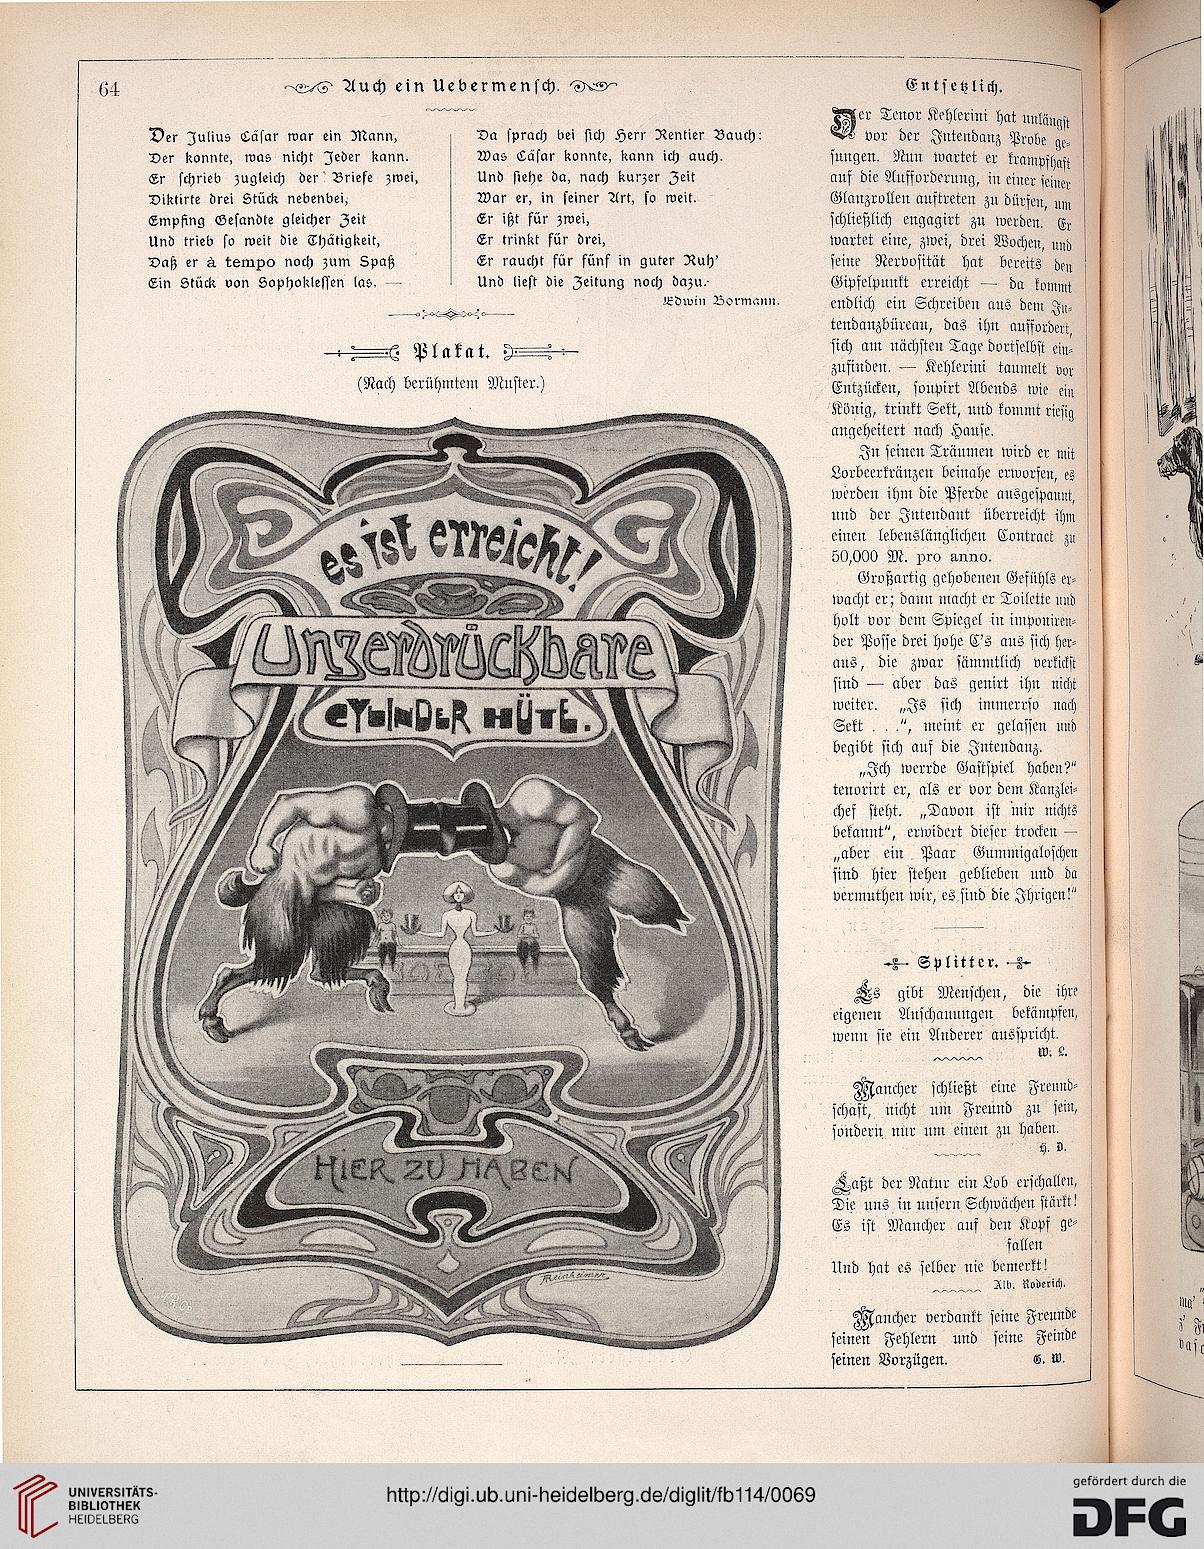 64
Auch ein Uebermensch.
Der Julius Cäsar war ein Mann,
Der konnte, was nicht Jeder kann.
Er schrieb zugleich der Briefe zwei,
Diktirte drei Stück nebenbei,
Empfing Gesandte gleicher Zeit
Und trieb so weit die Thätigkeit,
Daß er à tempo noch zum Spaß
Ein Stück von Sophoklessen las. —
Da sprach bei sich Herr Rentier Bauch:
Was Cäsar konnte, kann ich auch.
Und siehe da, nach kurzer Zeit
War er, in seiner Art, so weit.
Er ißt für zwei,
Er trinkt für drei,
Er raucht für fünf in guter Ruh’
Und liest die Zeitung noch dazu.
Edwin Bormann.
Plakat.
(Nach berühmtem Muster.)
es ist erreicht!
Unzerdrückbare
CYLINDER HÜTE.
HIER ZU HABEN
FReinheimer
Entsetzlich.
Der Tenor Kehlerini hat unlängst
vor der Intendanz Probe ge-
sungen. Nun wartet er krampfhaft
auf die Aufforderung, in einer seiner
Glanzrollen auftreten zu dürfen, um
schließlich engagirt zu werden. Er
wartet eine, zwei, drei Wochen, und
seine Nervosität hat bereits den
Gipfelpunkt erreicht — da kommt
endlich ein Schreiben aus dem In-
tendanzbüreau, das ihn auffordert,
sich am nächsten Tage dortselbst ein-
zufinden. — Kehlerini taumelt vor
Entzücken, soupirt Abends wie ein
König, trinkt Sekt, und kommt riesig
angeheitert nach Hause.
In seinen Träumen wird er mit
Lorbeerkränzen beinahe erworfen, es
werden ihm die Pferde ausgespannt,
und der Intendant überreicht ihm
einen lebenslänglichen Contract zu
50,000 M. pro anno.
Großartig gehobenen Gefühls er-
wacht er; dann macht er Toilette und
holt vor dem Spiegel in imponiren-
der Posse drei hohe C’s aus sich her-
aus, die zwar sämmtlich verkickst
sind — aber das genirt ihn nicht
weiter. „Is sich immerrso nach
Sekt . . .“, meint er gelassen und
begibt sich auf die Intendanz.
„Ich werrde Gastspiel haben?“
tenorirt er, als er vor dem Kanzlei-
chef steht. „Davon ist mir nichts
bekannt“, erwidert dieser trocken —
„aber ein Paar Gummigaloschen
sind hier stehen geblieben und da
vermuthen wir, es sind die Ihrigen!“
Splitter.
Es gibt Menschen, die ihre
eigenen Anschauungen bekämpfen,
wenn sie ein Anderer ausspricht.
W. L.
Mancher schließt eine Freund-
schaft, nicht um Freund zu sein,
sondern nur um einen zu haben.
H. D.
Laßt der Natur ein Lob erschallen,
Die uns in unsern Schwächen stärkt!
Es ist Mancher auf den Kopf ge-
fallen
Und hat es selber nie bemerkt!
Alb. Roderich.
Mancher verdankt seine Freunde
seinen Fehlern und seine Feinde
seinen Vorzügen.
G. W.
UNIVERSITÄTS-
BIBLIOTHEK
HEIDELBERG
http://digi.ub.uni-heidelberg.de/diglit/fb114/0069
gefördert durch die
DFG